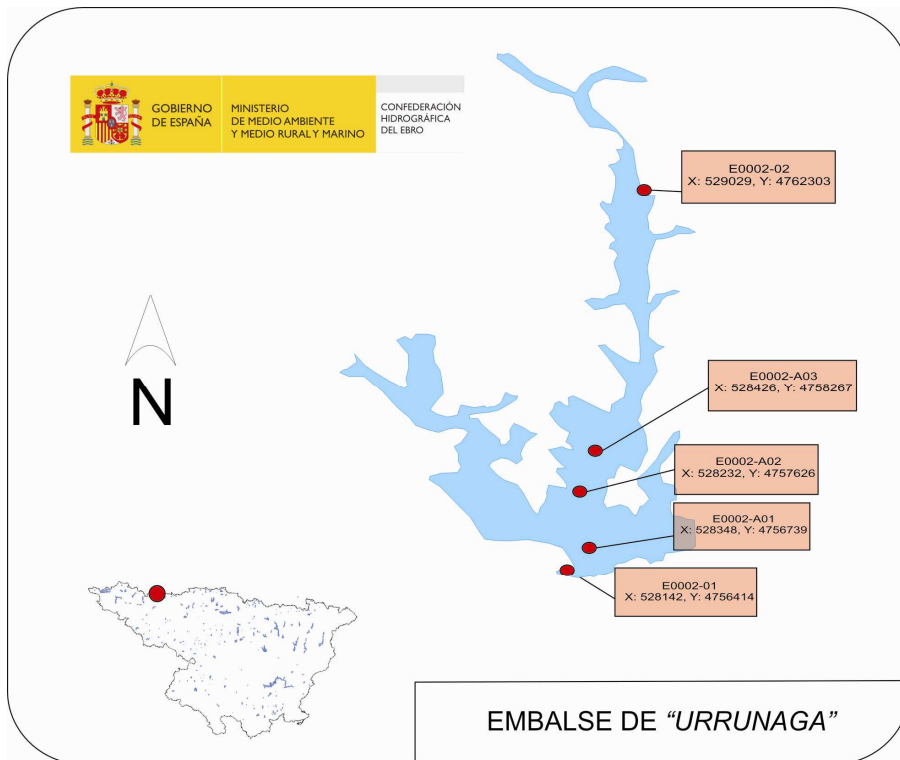 GOBIERNO
DE ESPAÑA
MINISTERIO
DE MEDIO AMBIENTE
Y MEDIO RURAL Y MARINO
CONFEDERACIÓN
HIDROGRÁFICA
DEL EBRO
E0002-02
X: 529029, Y: 4762303
E0002-A03
X: 528426, Y: 4758267
E0002-A02
X: 528232, Y: 4757626
E0002-A01
X: 528348, Y: 4756739
E0002-01
X: 528142, Y: 4756414
N
EMBALSE DE "URRUNAGA"